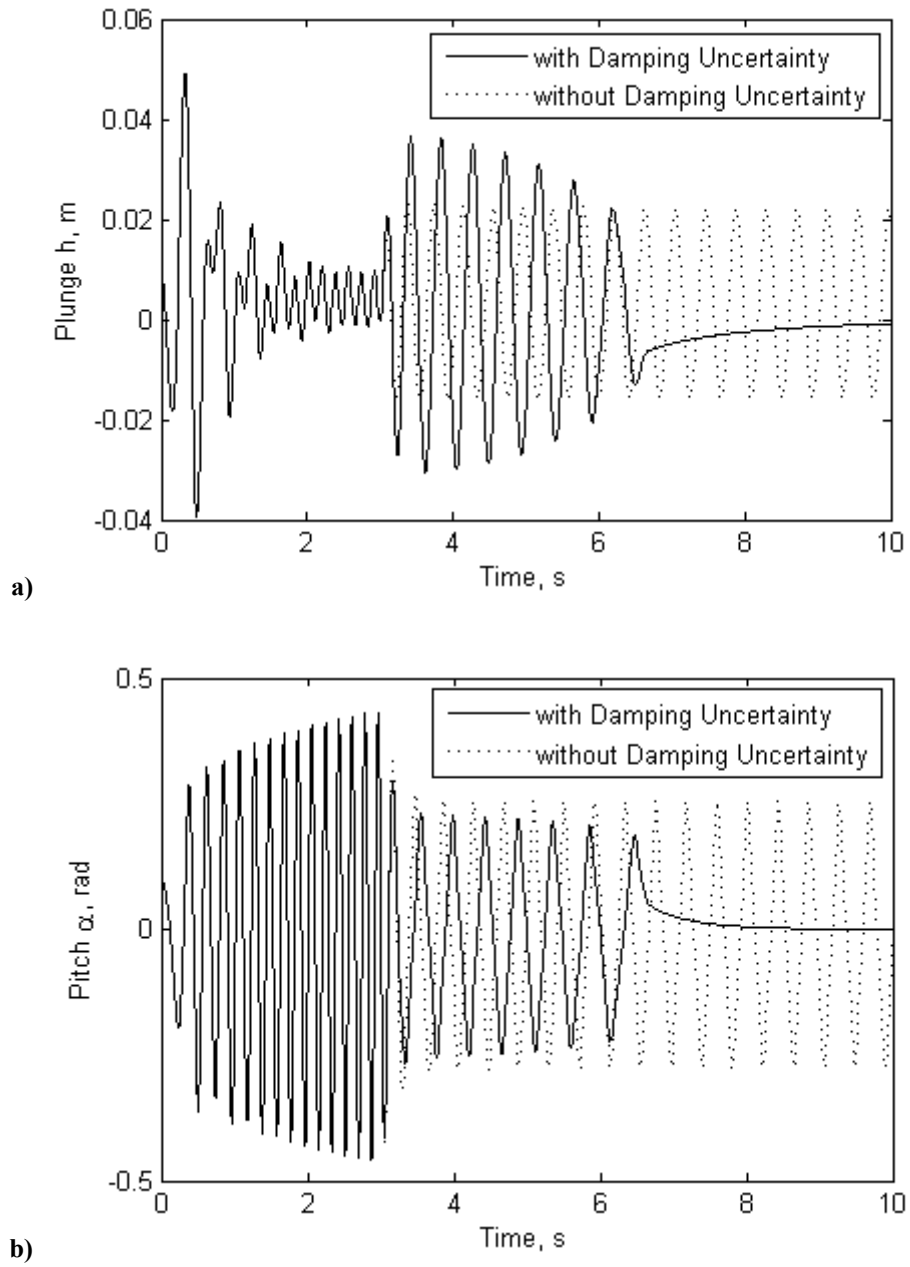 0.06
0.04
0.02
0
-0.02
-0.04
Plunge h, m
with Damping Uncertainty
without Damping Uncertainty
0 2 4 6 8 10
Time, s
a)
0.5
0
-0.5
Pitch α, rad
with Damping Uncertainty
without Damping Uncertainty
0 2 4 6 8 10
Time, s
b)